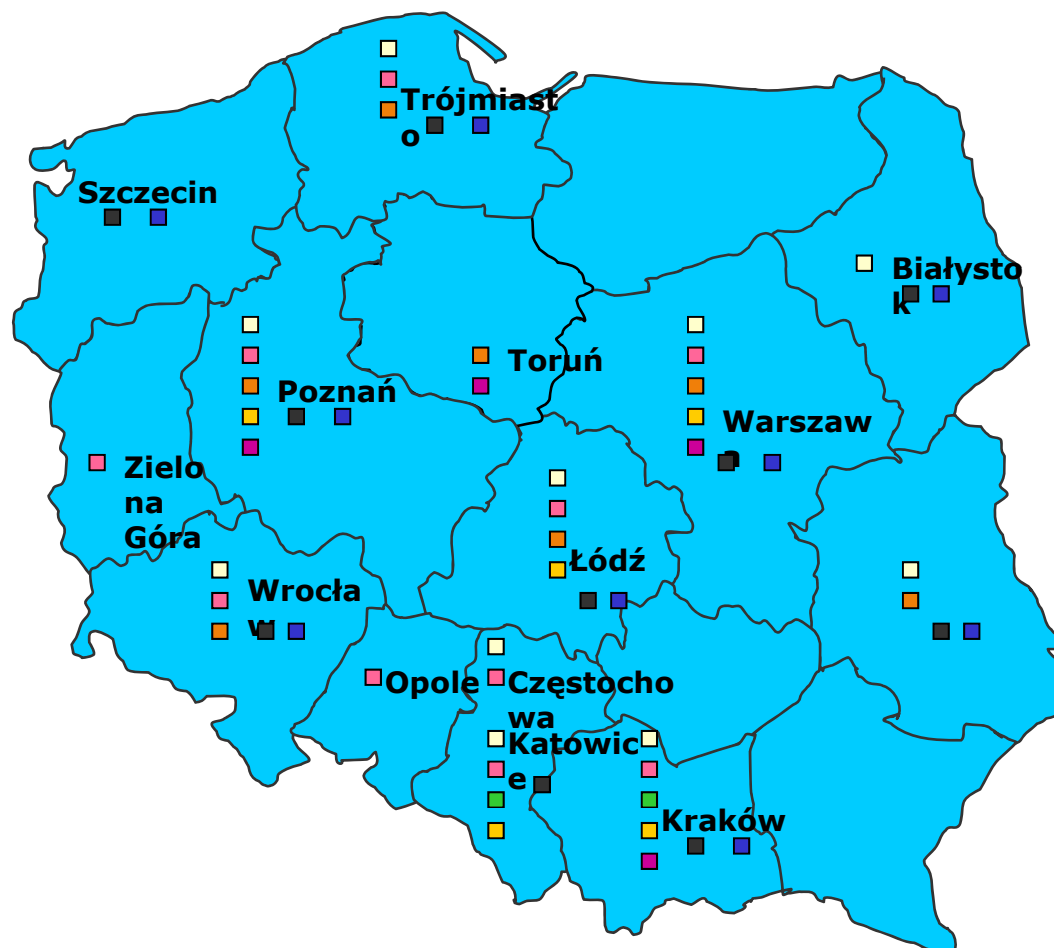 Trójmiast
o
Szczecin
Białysto
k
Toruń
Poznań
Warszaw
a
Zielo
na
Góra
Łódź
Wrocła
w
Opole
Częstocho
wa
Katowic
e
Kraków